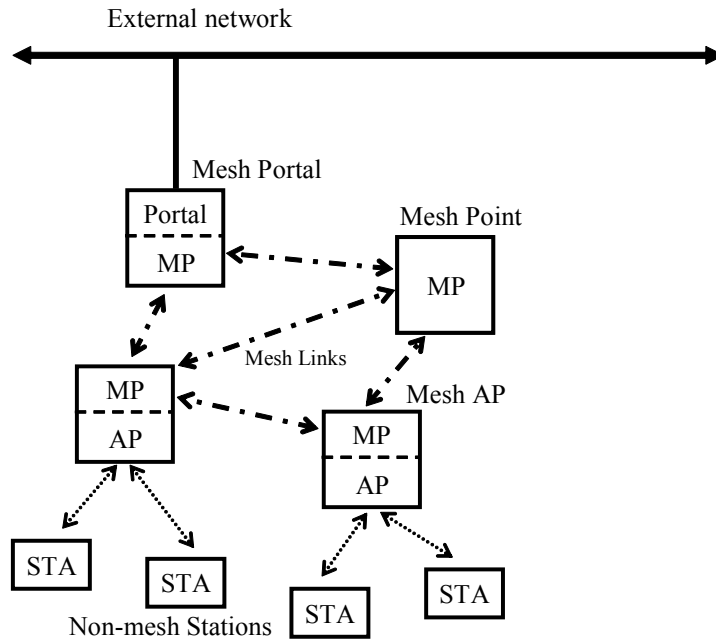 External network
Mesh Portal
Portal
MP
Mesh Point
MP
Mesh Links
MP
AP
Mesh AP
MP
AP
STA
STA
STA
STA
Non-mesh Stations